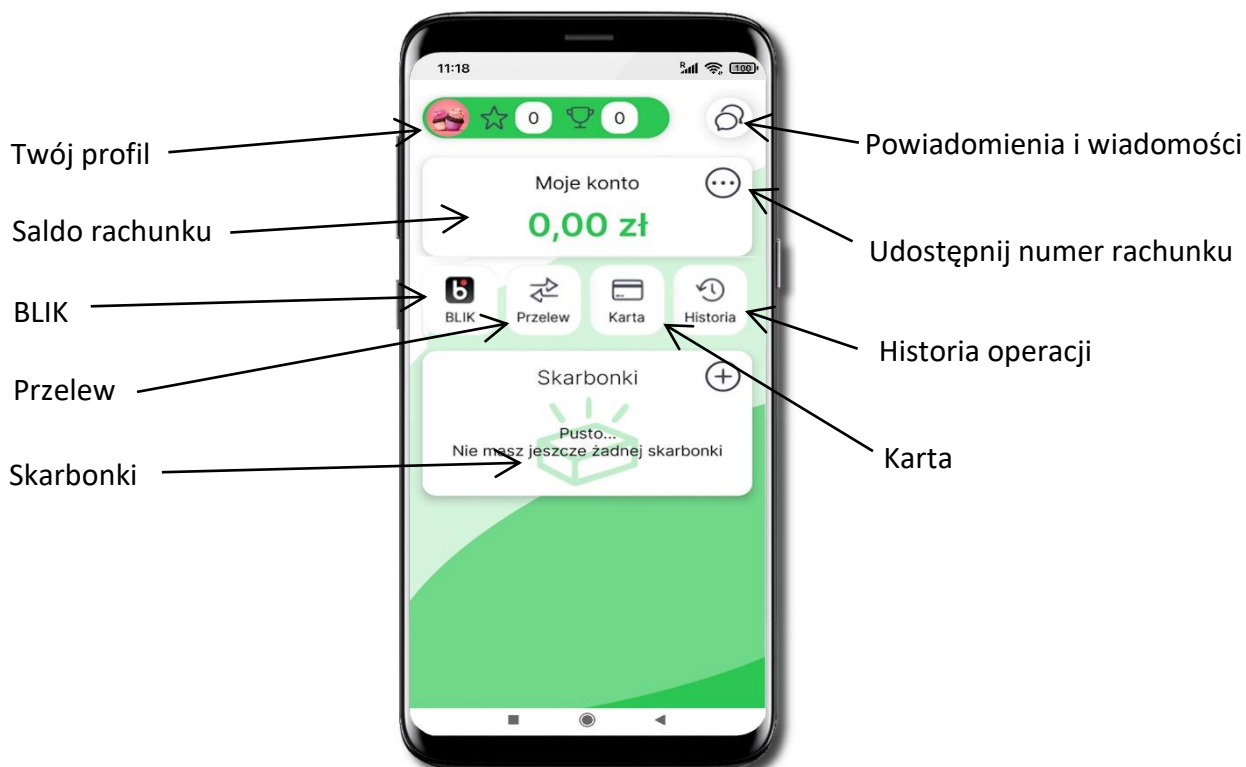 11:18
R
100
0
0
Twój profil
Powiadomienia i wiadomości
Moje konto
Saldo rachunku
0,00 zł
Udostępnij numer rachunku
BLIK
BLIK
Przelew
Karta
Historia
Historia operacji
Przelew
Skarbonki
Pusto...
Nie masz jeszcze żadnej skarbonki
Karta
Skarbonki